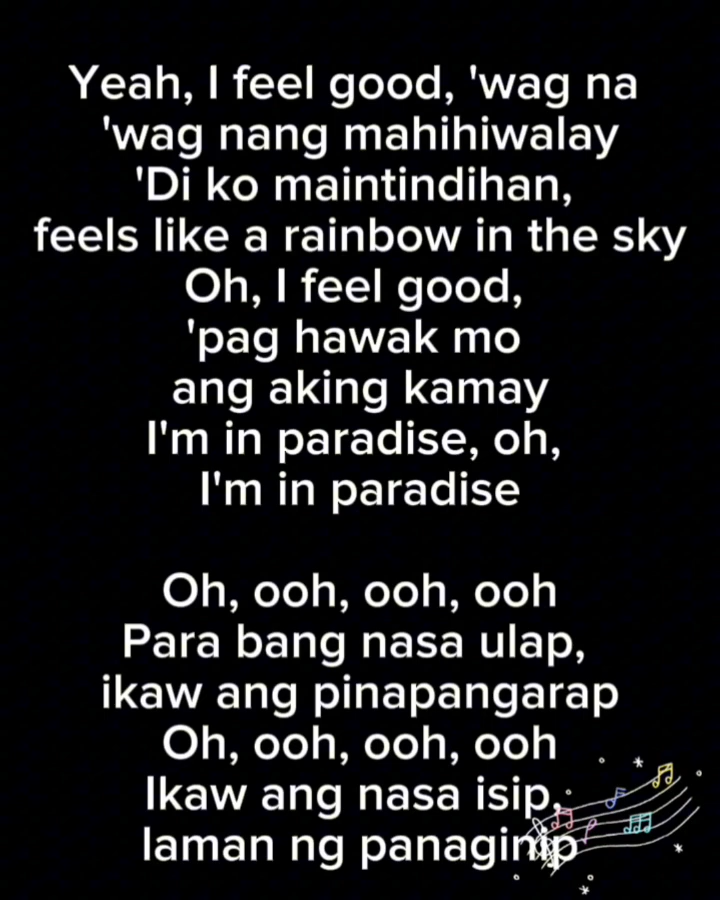 Yeah, I feel good, 'wag na
'wag nang mahihiwalay
'Di ko maintindihan,
feels like a rainbow in the sky
Oh, I feel good,
'pag hawak mo
ang aking kamay
I'm in paradise, oh,
I'm in paradise
Oh, ooh, ooh, ooh
Para bang nasa ulap,
ikaw ang pinapangarap
Oh, ooh, ooh, ooh
Ikaw ang nasa isip,
laman ng panaginip